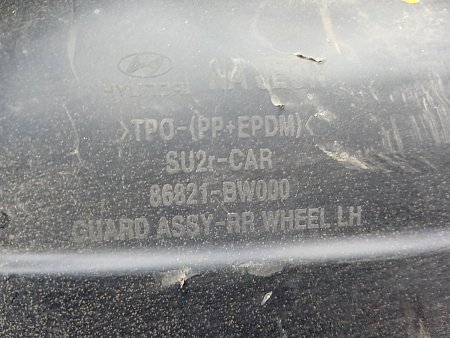 HYUNDAI
>TPO-(PP+EPDM)<
SU2r-CAR
86821-BW000
GUARD ASSY-RR WHEEL LH